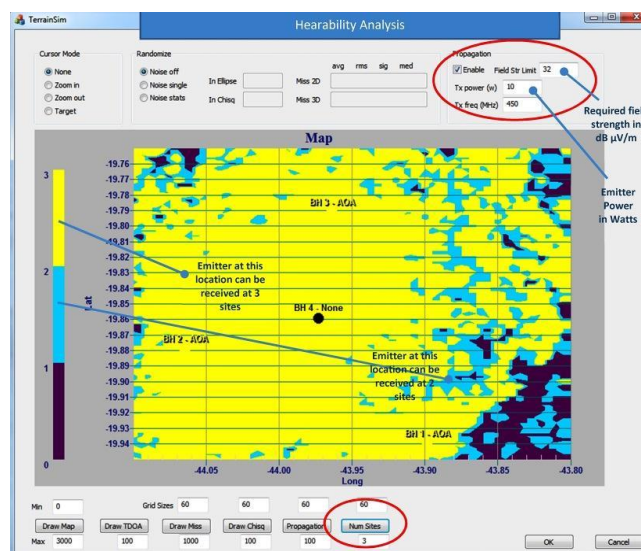 TerrainSim
Hearability Analysis
Cursor Mode
None
Zoom in
Zoom out
Target
Randomize
Noise off
Noise single
Noise stats
avg rms sig med
In Ellipse
Miss 2D
In Chisq
Miss 3D
Propagation
Enable
Field Str Limit 32
Tx power (w) 10
Tx freq (MHz) 450
Required field
strength in
dB µV/m
Emitter
Power
in Watts
Map
3
2
1
0
Lat
-19.76
-19.77
-19.78
-19.79
-19.80
-19.81
-19.82
-19.83
-19.84
-19.85
-19.86
-19.87
-19.88
-19.89
-19.90
-19.91
-19.92
-19.93
-19.94
BH 3 - AOA
Emitter at this
location can be
received at 3
sites
BH 4 - None
BH 2 - AOA
Emitter at this
location can be
received at 2
sites
BH 1 - AOA
-44.05
-44.00
-43.95
-43.90
-43.85
-43.80
Long
Min 0
Grid Sizes 60 60 60 60
Draw Map
Draw TDOA
Draw Miss
Draw Chisq
Propagation
Num Sites
Max 3000 100 1000 100 100 3
OK
Cancel